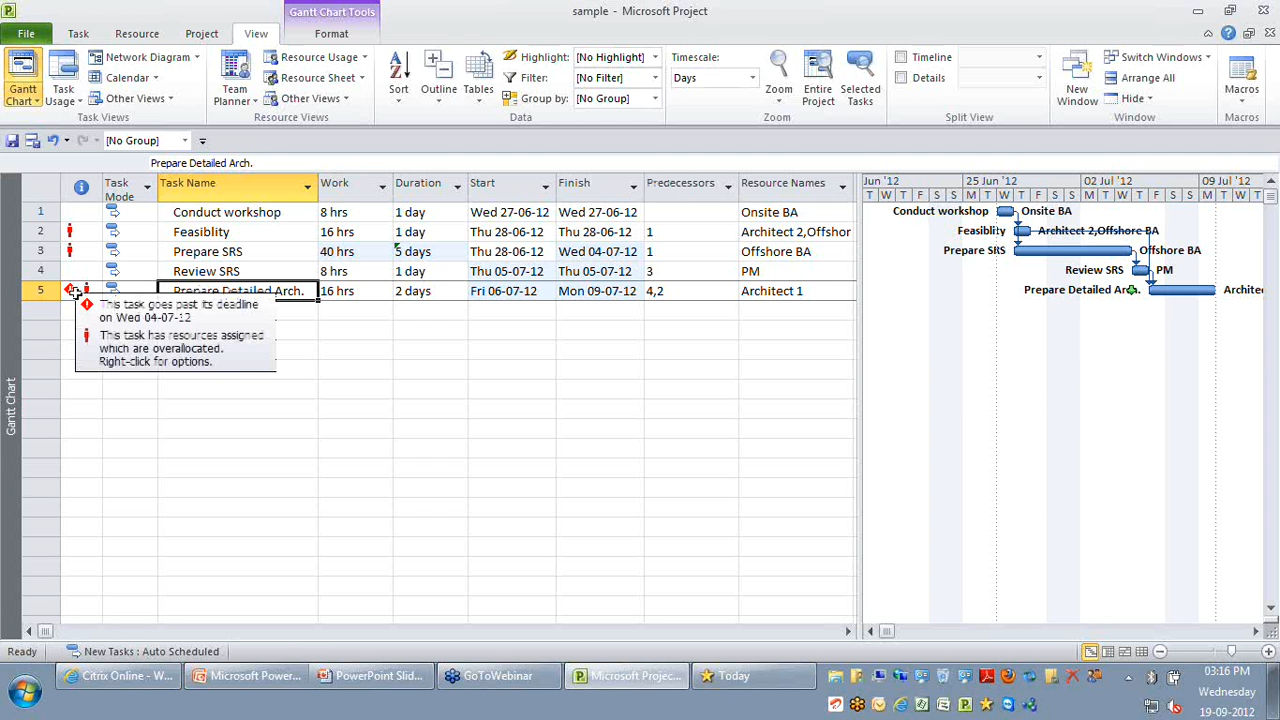 Gantt Chart Tools
sample - Microsoft Project
File Task Resource Project View Format
Gantt Chart
Task Usage
Network Diagram
Calendar
Other Views
Task Views
Team Planner
Resource Usage
Resource Sheet
Other Views
Resource Views
Sort
Outline
Tables
Highlight: [No Highlight]
Filter: [No Filter]
Group by: [No Group]
Data
Timescale:
Days
Zoom
Entire Project
Selected Tasks
Zoom
Timeline
Details
Split View
New Window
Switch Windows
Arrange All
Hide
Window
Macros
Macros
[No Group]
Prepare Detailed Arch.
Task Mode Task Name Work Duration Start Finish Predecessors Resource Names
1 Conduct workshop 8 hrs 1 day Wed 27-06-12 Wed 27-06-12 Onsite BA
2 Feasiblity 16 hrs 1 day Thu 28-06-12 Thu 28-06-12 1 Architect 2,Offshor
3 Prepare SRS 40 hrs 5 days Thu 28-06-12 Wed 04-07-12 1 Offshore BA
4 Review SRS 8 hrs 1 day Thu 05-07-12 Thu 05-07-12 3 PM
5 Prepare Detailed Arch. 16 hrs 2 days Fri 06-07-12 Mon 09-07-12 4,2 Architect 1
This task goes past its deadline
on Wed 04-07-12
This task has resources assigned
which are overallocated.
Right-click for options.
Jun '12 25 Jun '12 02 Jul '12 09 Jul '12
T W T F S S M T W T F S S M T W T F S S M T W T
Conduct workshop Onsite BA
Feasiblity Architect 2,Offshore BA
Prepare SRS Offshore BA
Review SRS PM
Prepare Detailed Arch. Archite
Gantt Chart
Ready New Tasks : Auto Scheduled
Citrix Online - W...
Microsoft Power...
PowerPoint Slid...
GoToWebinar
Microsoft Projec...
Today
03:16 PM
Wednesday
19-09-2012